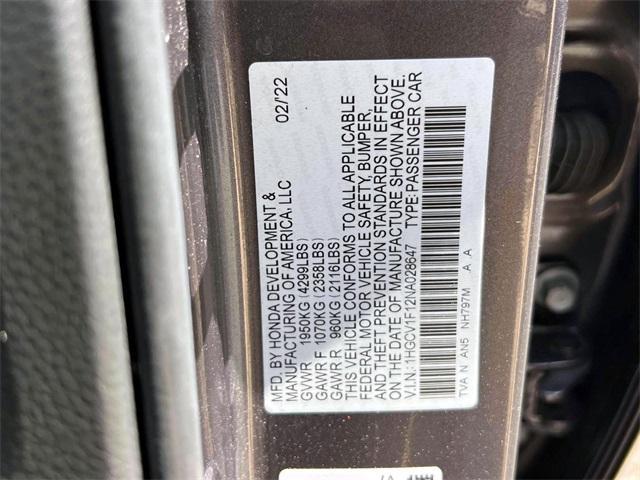 MFD. BY HONDA DEVELOPMENT & 02/22
MANUFACTURING OF AMERICA, LLC
GVWR 1950KG (4299LBS)
GAWR F 1070KG (2358LBS)
GAWR R 960KG (2116LBS)
THIS VEHICLE CONFORMS TO ALL APPLICABLE
FEDERAL MOTOR VEHICLE SAFETY, BUMPER,
AND THEFT PREVENTION STANDARDS IN EFFECT
ON THE DATE OF MANUFACTURE SHOWN ABOVE.
V.I.N.: 1HGCV1F12NA028647 TYPE: PASSENGER CAR
TVA N AN5 NH797M A A